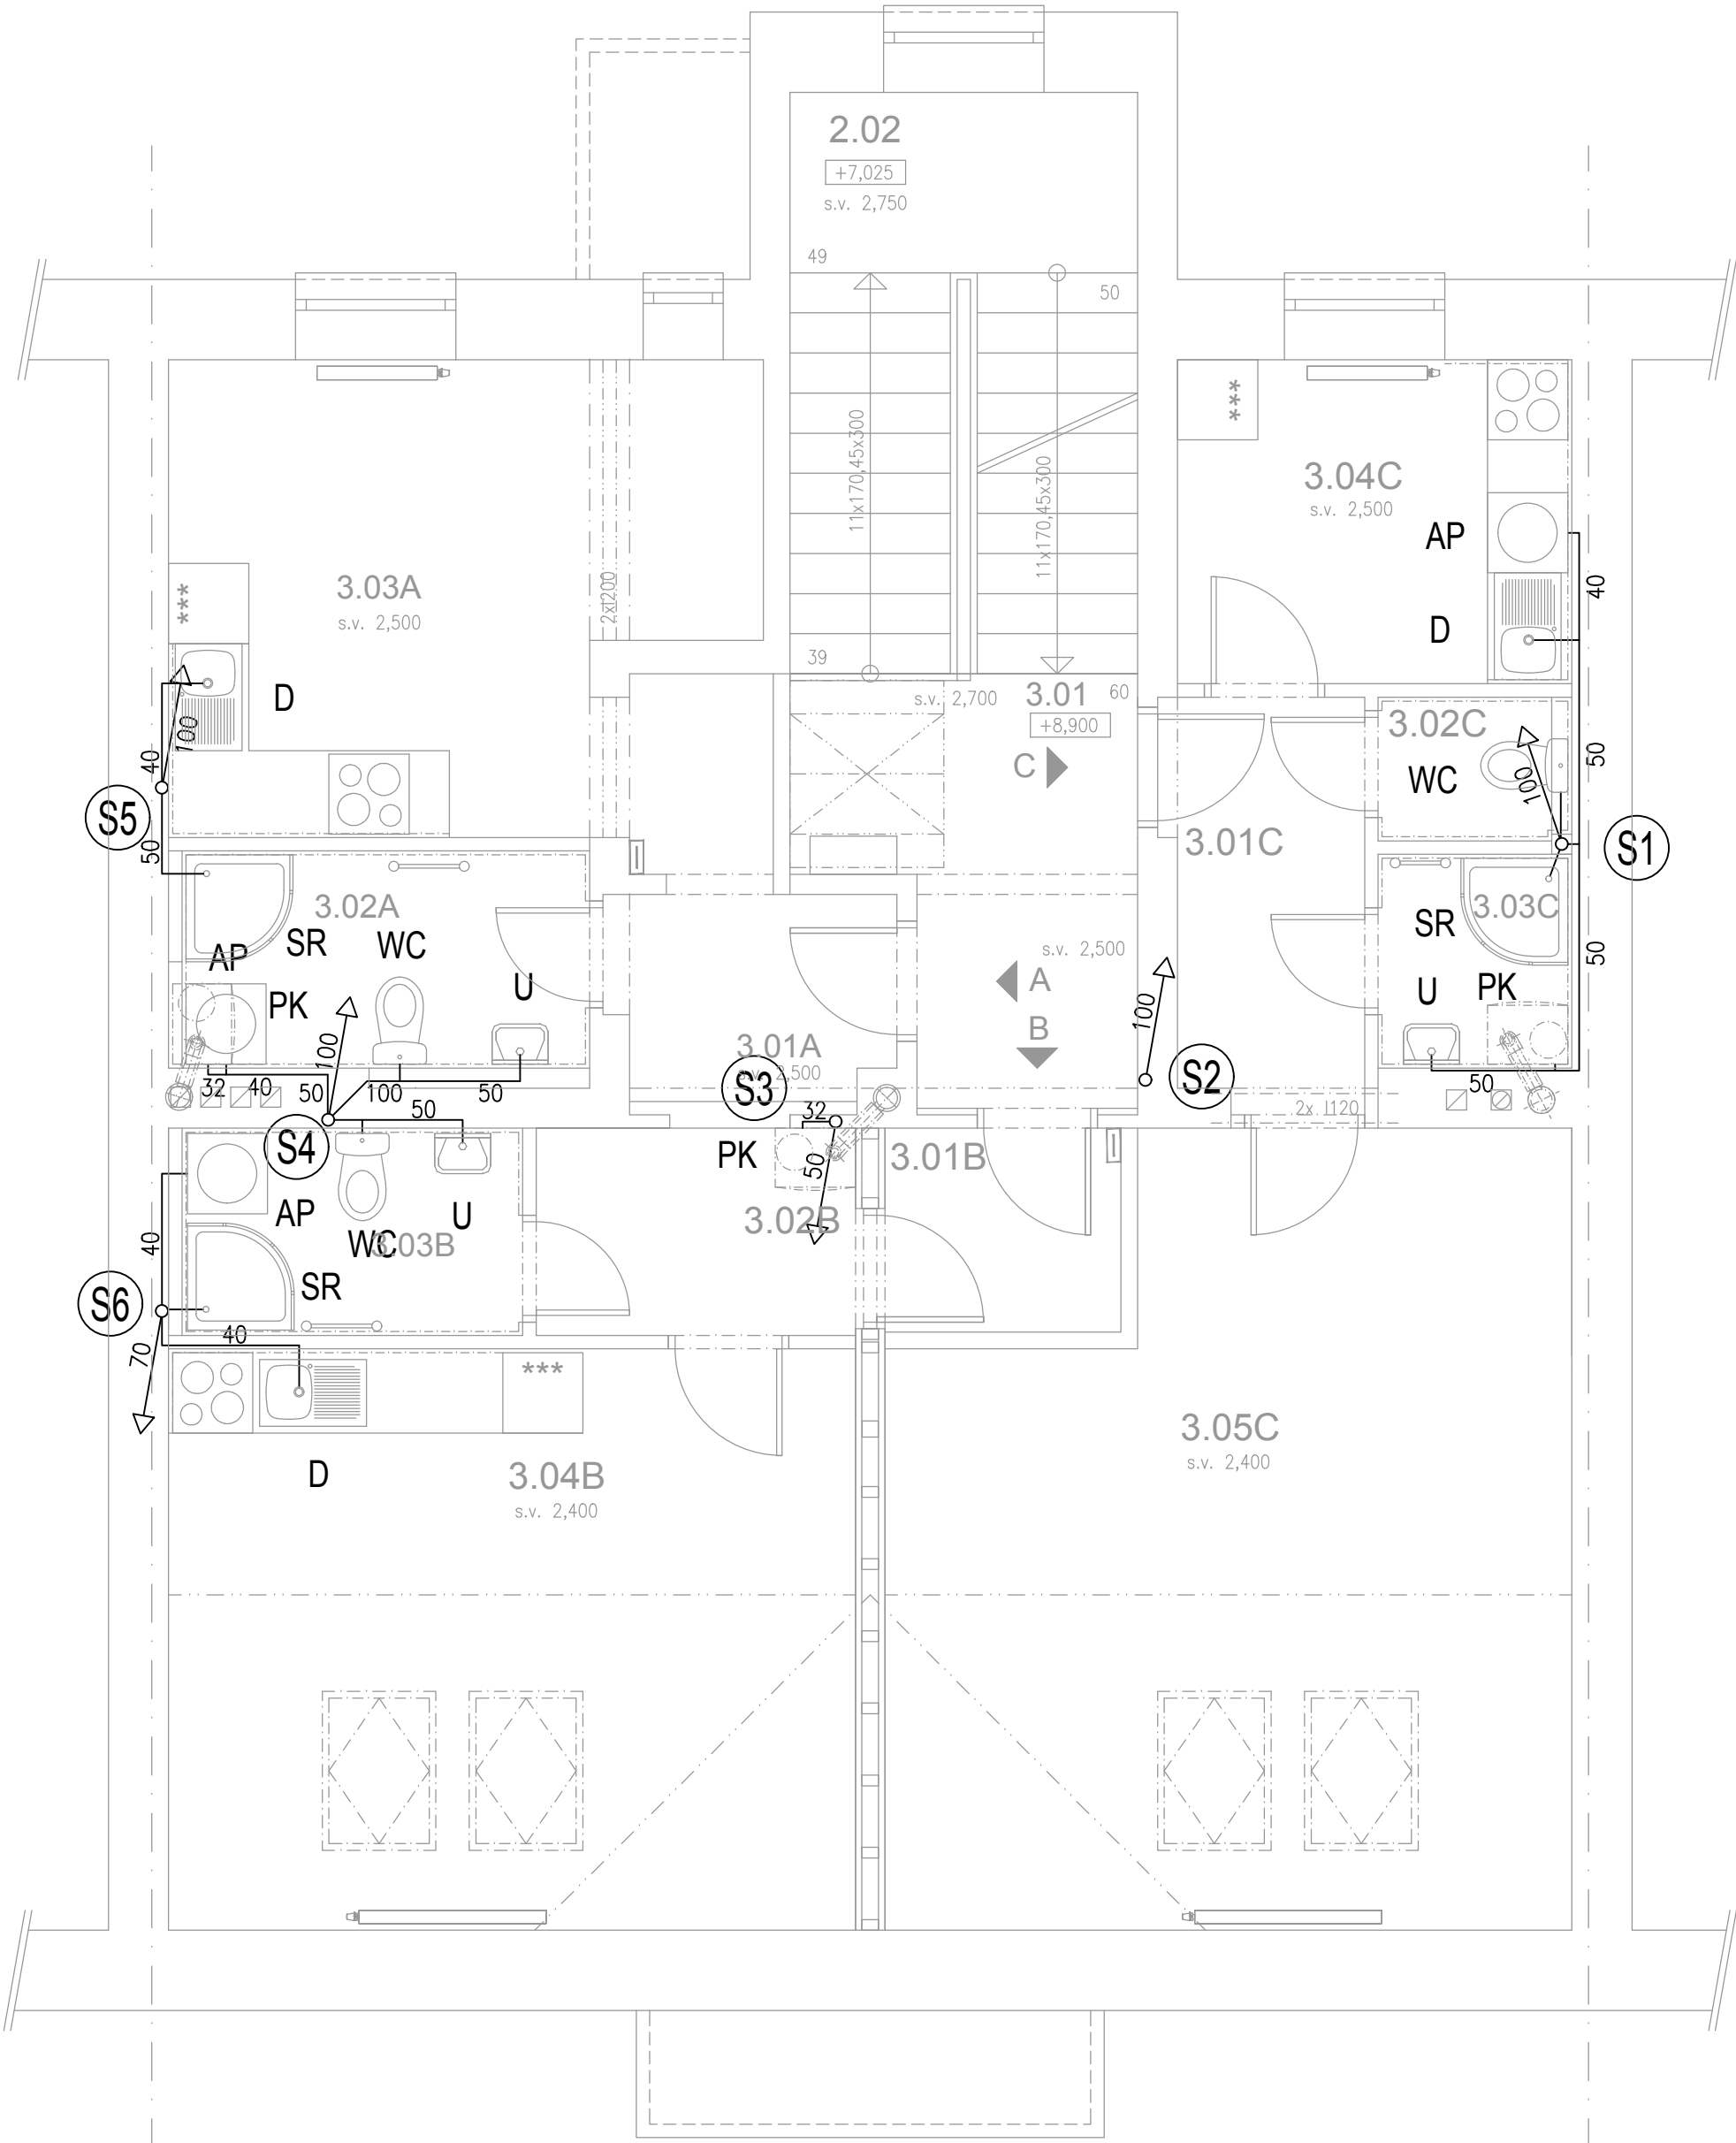 2.02
+7,025
s.v. 2,750
49
50
11x170,45x300
11x170,45x300
***
3.04C
s.v. 2,500
AP
40
D
3.03A
s.v. 2,500
***
2xI200
D
39
s.v. 2,700
3.01
60
+8,900
C
3.02C
WC
100
50
100
40
S5
50
3.01C
S1
3.02A
SR
WC
AP
PK
U
3.03C
SR
50
U
PK
s.v. 2,500
A
B
100
100
3.01A
s.v. 2,500
S3
S2
32
40
50
100
50
50
50
32
2x I120
S4
PK
50
3.01B
AP
U
3.02B
WC
3.03B
40
SR
S6
40
70
***
D
3.04B
s.v. 2,400
3.05C
s.v. 2,400